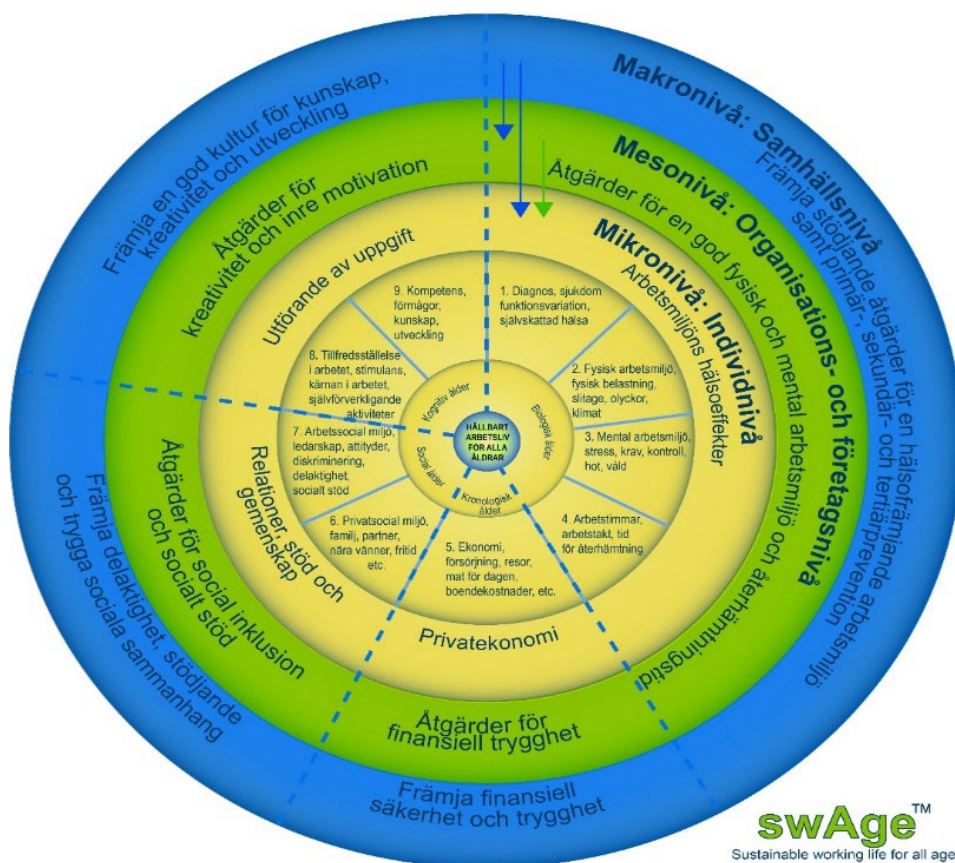 Makronivå: Samhällsnivå
Främja stödjande åtgärder för en hälsofrämjande arbetsmiljö
samt primär-, sekundär- och tertiärprevention
Mesonivå: Organisations- och företagsnivå
Åtgärder för en god fysisk och mental arbetsmiljö och återhämtningstid
Mikronivå: Individnivå
Arbetsmiljöns hälsoeffekter
Främja en god kultur för kunskap,
kreativitet och utveckling
Åtgärder för
kreativitet och inre motivation
Utförande av uppgift
9. Kompetens,
förmågor,
kunskap,
utveckling
1. Diagnos, sjukdom
funktionsvariation,
självskattad hälsa
8. Tillfredsställelse
i arbetet, stimulans,
kärnan i arbetet,
självförverkligande
aktiviteter
2. Fysisk arbetsmiljö,
fysisk belastning,
slitage, olyckor,
klimat
7. Arbetssocial miljö,
ledarskap, attityder,
diskriminering,
delaktighet,
socialt stöd
3. Mental arbetsmiljö,
stress, krav, kontroll,
hot, våld
6. Privatsocial miljö,
familj, partner,
nära vänner, fritid
etc.
5. Ekonomi,
försörjning, resor,
mat för dagen,
boendekostnader, etc.
4. Arbetstimmar,
arbetstakt, tid
för återhämtning
Kognitiv ålder
Biologisk ålder
Social ålder
Kronologisk
ålder
HÅLLBART
ARBETSLIV
FÖR ALLA
ÅLDRAR
Relationer, stöd och
gemenskap
Privatekonomi
Åtgärder för social inklusion
och socialt stöd
Främja delaktighet, stödjande
och trygga sociala sammanhang
Åtgärder för
finansiell trygghet
Främja finansiell
säkerhet och trygghet
swAge™
Sustainable working life for all age